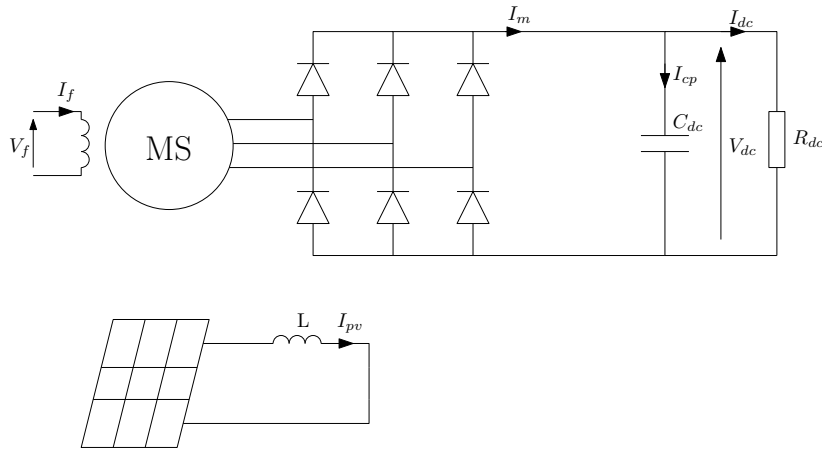 I_m
I_dc
I_f
I_cp
V_f
MS
C_dc
V_dc
R_dc
L
I_pv